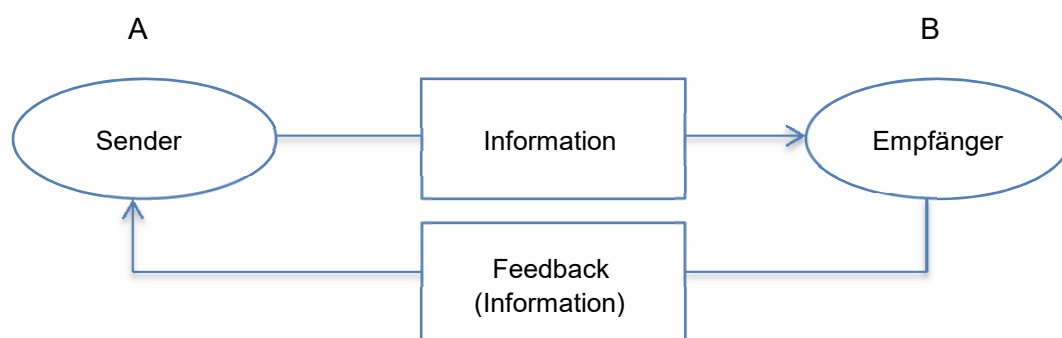 A
B
Sender
Information
Empfänger
Feedback
(Information)